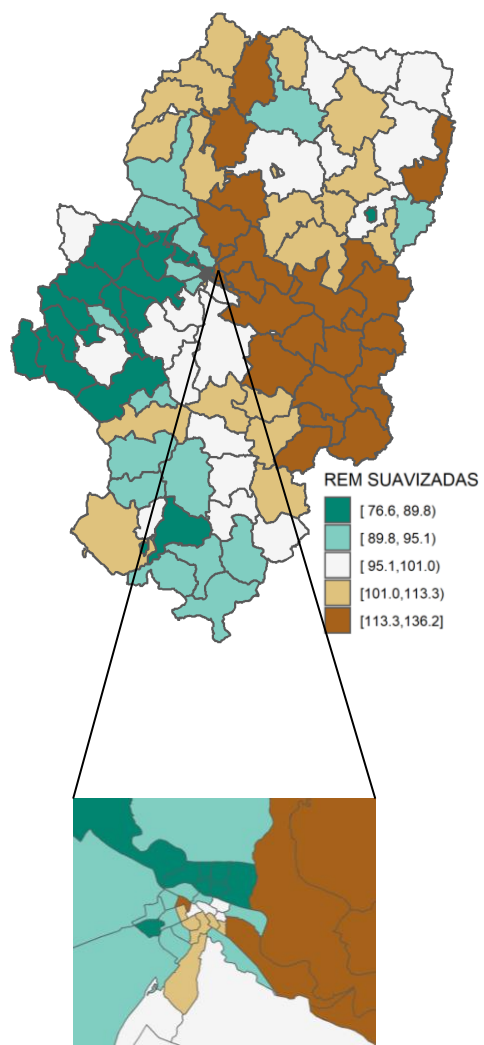 REM SUAVIZADAS
[ 76.6, 89.8)
[ 89.8, 95.1)
[ 95.1,101.0)
[101.0,113.3)
[113.3,136.2]